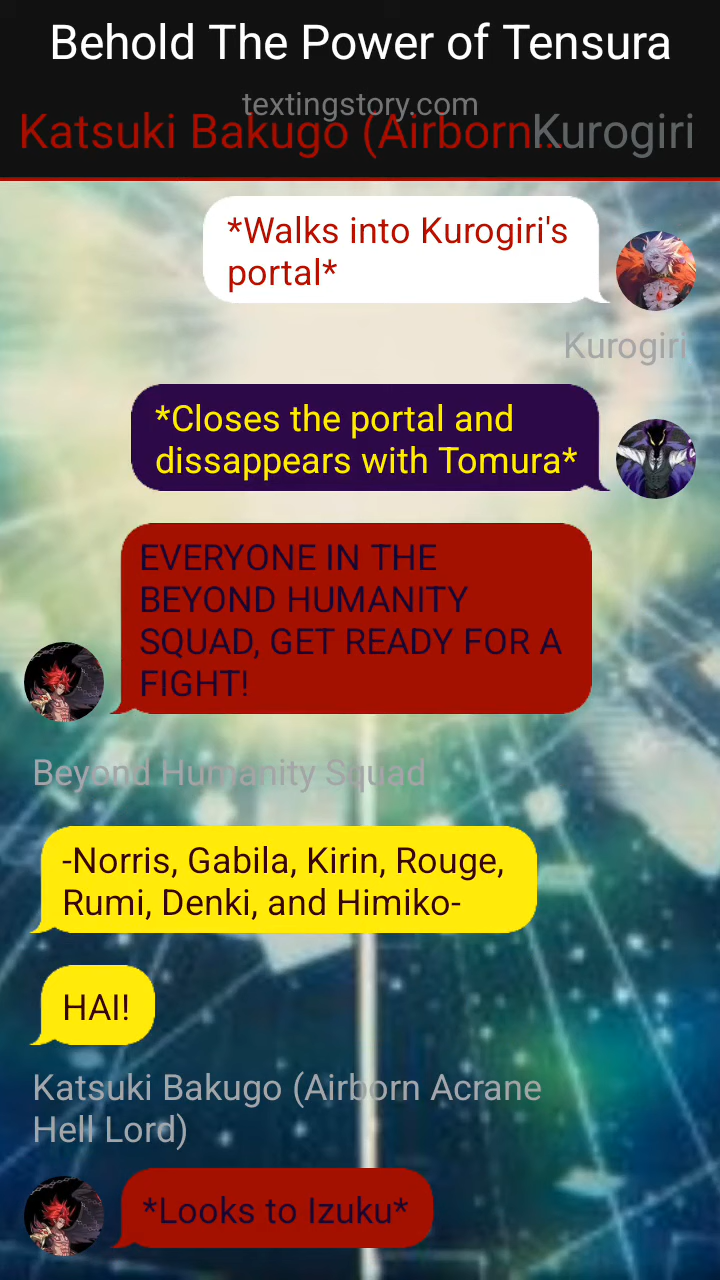 Behold The Power of Tensura
textingstory.com
Katsuki Bakugo (Airborn... Kurogiri
*Walks into Kurogiri's
portal*
Kurogiri
*Closes the portal and
dissappears with Tomura*
EVERYONE IN THE
BEYOND HUMANITY
SQUAD, GET READY FOR A
FIGHT!
Beyond Humanity Squad
-Norris, Gabila, Kirin, Rouge,
Rumi, Denki, and Himiko-
HAI!
Katsuki Bakugo (Airborn Acrane
Hell Lord)
*Looks to Izuku*